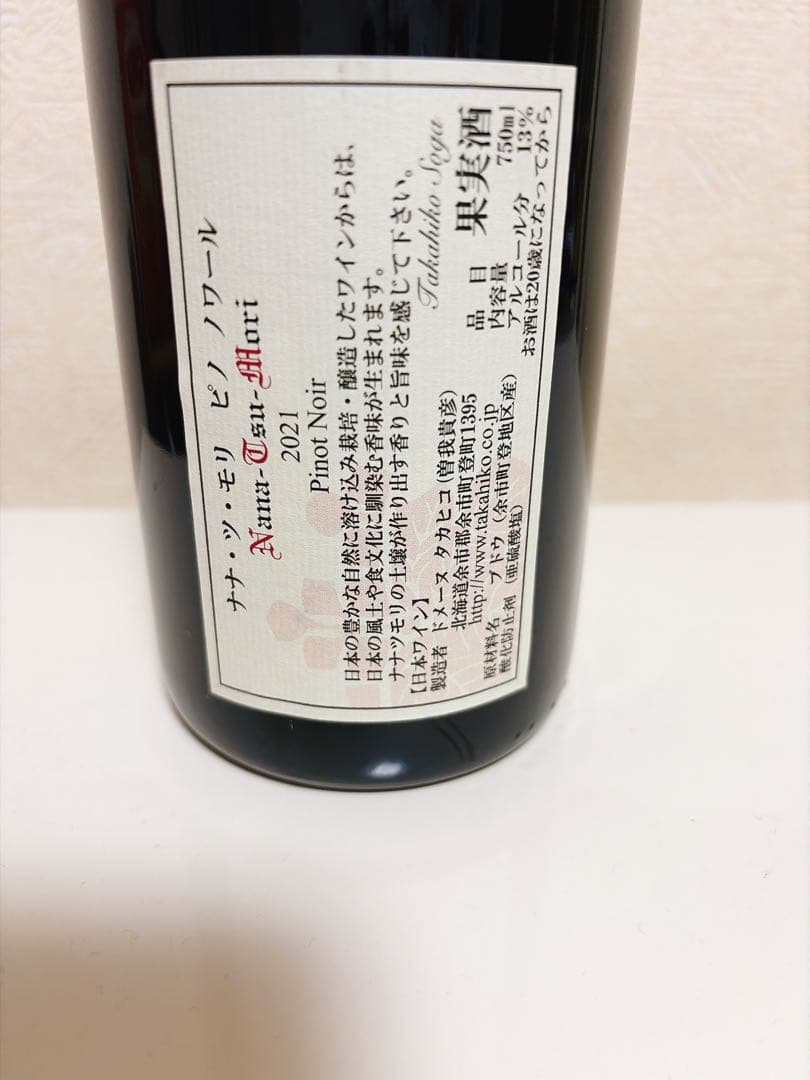 ナナ・ツ・モリ ピノ ノワール
Nana-Tsu-Mori
2021
Pinot Noir
日本の豊かな自然に溶け込み栽培・醸造したワインからは、
日本の風土や食文化に馴染む香味が生まれます。
ナナツモリの土壌が作り出す香りと旨味を感じて下さい。
Takahiko Soga
【日本ワイン】
製造者 ドメーヌ タカヒコ(曽我貴彦)
北海道余市郡余市町登町1395
http://www.takahiko.co.jp
原材料名 ブドウ(余市町登地区産)
酸化防止剤(亜硫酸塩)
品目 果実酒
内容量 750ml
アルコール分 13%
お酒は20歳になってから